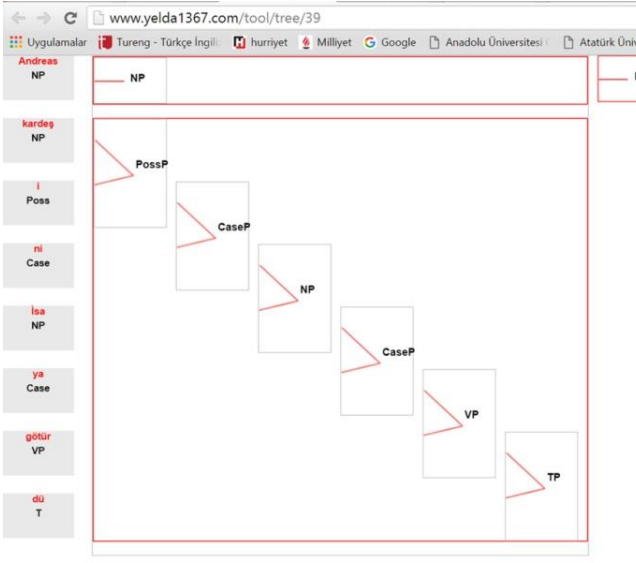 www.yelda1367.com/tool/tree/39
Uygulamalar Tureng - Türkçe İngili hurriyet Milliyet Google Anadolu Üniversitesi Atatürk Üniv
Andreas
NP
NP
kardeş
NP
PossP
i
Poss
CaseP
ni
Case
NP
İsa
NP
CaseP
ya
Case
VP
götür
VP
TP
dü
T